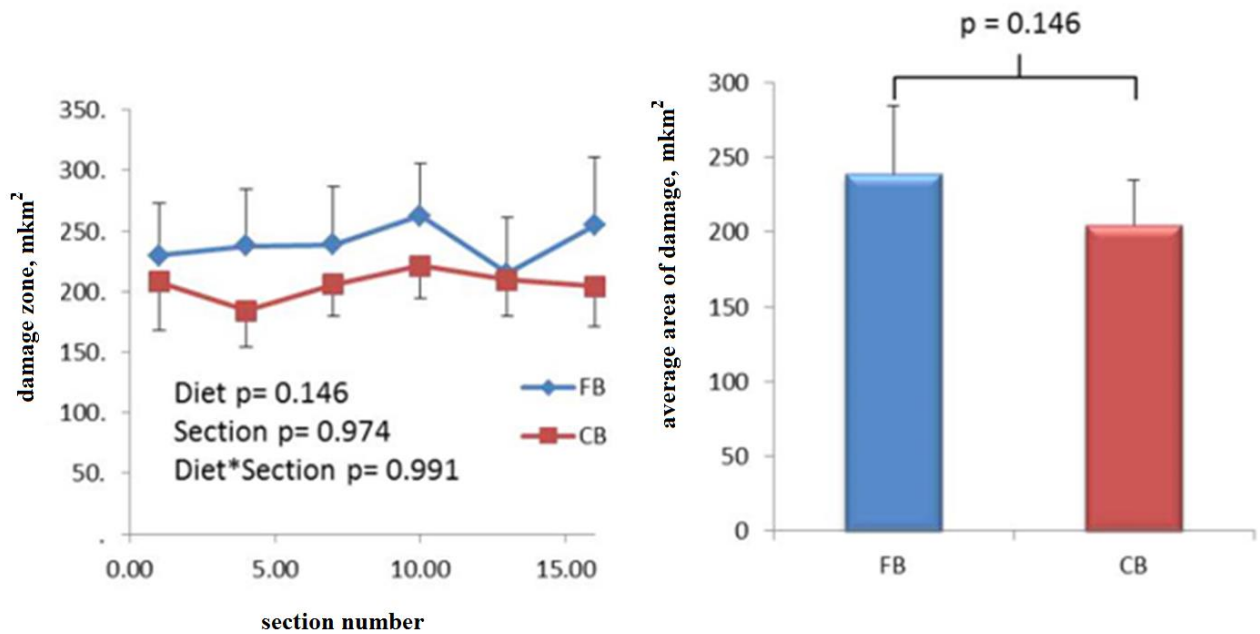 damage zone, mkm²
350.
300.
250.
200.
150.
100.
50.
.
0.00 5.00 10.00 15.00
section number
Diet p= 0.146
Section p= 0.974
Diet*Section p= 0.991
FB
CB
p = 0.146
average area of damage, mkm²
300
250
200
150
100
50
0
FB CB